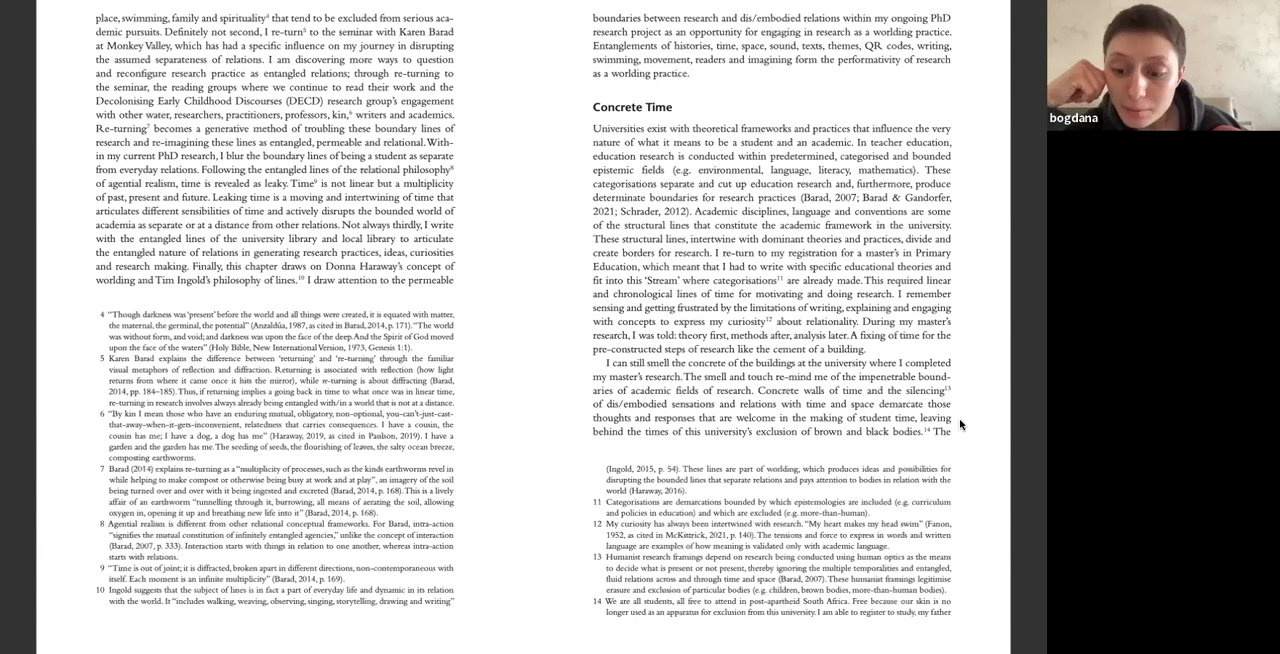 place, swimming, family and spirituality4 that tend to be excluded from serious aca-
demic pursuits. Definitely not second, I re-turn5 to the seminar with Karen Barad
at Monkey Valley, which has had a specific influence on my journey in disrupting
the assumed separateness of relations. I am discovering more ways to question
and reconfigure research practice as entangled relations; through re-turning to
the seminar, the reading groups where we continue to read their work and the
Decolonising Early Childhood Discourses (DECD) research group's engagement
with other water, researchers, practitioners, professors, kin,6 writers and academics.
Re-turning7 becomes a generative method of troubling these boundary lines of
research and re-imagining these lines as entangled, permeable and relational. With-
in my current PhD research, I blur the boundary lines of being a student as separate
from everyday relations. Following the entangled lines of the relational philosophy8
of agential realism, time is revealed as leaky. Time9 is not linear but a multiplicity
of past, present and future. Leaking time is a moving and intertwining of time that
articulates different sensibilities of time and actively disrupts the bounded world of
academia as separate or at a distance from other relations. Not always thirdly, I write
with the entangled lines of the university library and local library to articulate
the entangled nature of relations in generating research practices, ideas, curiosities
and research making. Finally, this chapter draws on Donna Haraway's concept of
worlding and Tim Ingold's philosophy of lines.10 I draw attention to the permeable
4 "Though darkness was 'present' before the world and all things were created, it is equated with matter,
the maternal, the germinal, the potential" (Anzaldúa, 1987, as cited in Barad, 2014, p. 171). "The world
was without form, and void; and darkness was upon the face of the deep. And the Spirit of God moved
upon the face of the waters" (Holy Bible, New International Version, 1973, Genesis 1:1).
5 Karen Barad explains the difference between 'returning' and 're-turning' through the familiar
visual metaphors of reflection and diffraction. Returning is associated with reflection (how light
returns from where it came once it hits the mirror), while re-turning is about diffracting (Barad,
2014, pp. 184–185). Thus, if returning implies a going back in time to what once was in linear time,
re-turning in research involves always already being entangled with/in a world that is not at a distance.
6 "By kin I mean those who have an enduring mutual, obligatory, non-optional, you-can't-just-cast-
that-away-when-it-gets-inconvenient, relatedness that carries consequences. I have a cousin, the
cousin has me; I have a dog, a dog has me" (Haraway, 2019, as cited in Paulson, 2019). I have a
garden and the garden has me. The seeding of seeds, the flourishing of leaves, the salty ocean breeze,
composting earthworms.
7 Barad (2014) explains re-turning as a "multiplicity of processes, such as the kinds earthworms revel in
while helping to make compost or otherwise being busy at work and at play", an imagery of the soil
being turned over and over with it being ingested and excreted (Barad, 2014, p. 168). This is a lively
affair of an earthworm "tunnelling through it, burrowing, all means of aerating the soil, allowing
oxygen in, opening it up and breathing new life into it" (Barad, 2014, p. 168).
8 Agential realism is different from other relational conceptual frameworks. For Barad, intra-action
"signifies the mutual constitution of infinitely entangled agencies," unlike the concept of interaction
(Barad, 2007, p. 333). Interaction starts with things in relation to one another, whereas intra-action
starts with relations.
9 "Time is out of joint; it is diffracted, broken apart in different directions, non-contemporaneous with
itself. Each moment is an infinite multiplicity" (Barad, 2014, p. 169).
10 Ingold suggests that the subject of lines is in fact a part of everyday life and dynamic in its relation
with the world. It "includes walking, weaving, observing, singing, storytelling, drawing and writing"
boundaries between research and dis/embodied relations within my ongoing PhD
research project as an opportunity for engaging in research as a worlding practice.
Entanglements of histories, time, space, sound, texts, themes, QR codes, writing,
swimming, movement, readers and imagining form the performativity of research
as a worlding practice.
Concrete Time
Universities exist with theoretical frameworks and practices that influence the very
nature of what it means to be a student and an academic. In teacher education,
education research is conducted within predetermined, categorised and bounded
epistemic fields (e.g. environmental, language, literacy, mathematics). These
categorisations separate and cut up education research and, furthermore, produce
determinate boundaries for research practices (Barad, 2007; Barad & Gandorfer,
2021; Schrader, 2012). Academic disciplines, language and conventions are some
of the structural lines that constitute the academic framework in the university.
These structural lines, intertwine with dominant theories and practices, divide and
create borders for research. I re-turn to my registration for a master's in Primary
Education, which meant that I had to write with specific educational theories and
fit into this 'Stream' where categorisations11 are already made. This required linear
and chronological lines of time for motivating and doing research. I remember
sensing and getting frustrated by the limitations of writing, explaining and engaging
with concepts to express my curiosity12 about relationality. During my master's
research, I was told: theory first, methods after, analysis later. A fixing of time for the
pre-constructed steps of research like the cement of a building.
I can still smell the concrete of the buildings at the university where I completed
my master's research. The smell and touch re-mind me of the impenetrable bound-
aries of academic fields of research. Concrete walls of time and the silencing13
of dis/embodied sensations and relations with time and space demarcate those
thoughts and responses that are welcome in the making of student time, leaving
behind the times of this university's exclusion of brown and black bodies.14 The
(Ingold, 2015, p. 54). These lines are part of worlding, which produces ideas and possibilities for
disrupting the bounded lines that separate relations and pays attention to bodies in relation with the
world (Haraway, 2016).
11 Categorisations are demarcations bounded by which epistemologies are included (e.g. curriculum
and policies in education) and which are excluded (e.g. more-than-human).
12 My curiosity has always been intertwined with research. "My heart makes my head swim" (Fanon,
1952, as cited in McKittrick, 2021, p. 140). The tensions and force to express in words and written
language are examples of how meaning is validated only with academic language.
13 Humanist research framings depend on research being conducted using human optics as the means
to decide what is present or not present, thereby ignoring the multiple temporalities and entangled,
fluid relations across and through time and space (Barad, 2007). These humanist framings legitimise
erasure and exclusion of particular bodies (e.g. children, brown bodies, more-than-human bodies).
14 We are all students, all free to attend in post-apartheid South Africa. Free because our skin is no
longer used as an apparatus for exclusion from this university. I am able to register to study, my father
bogdana